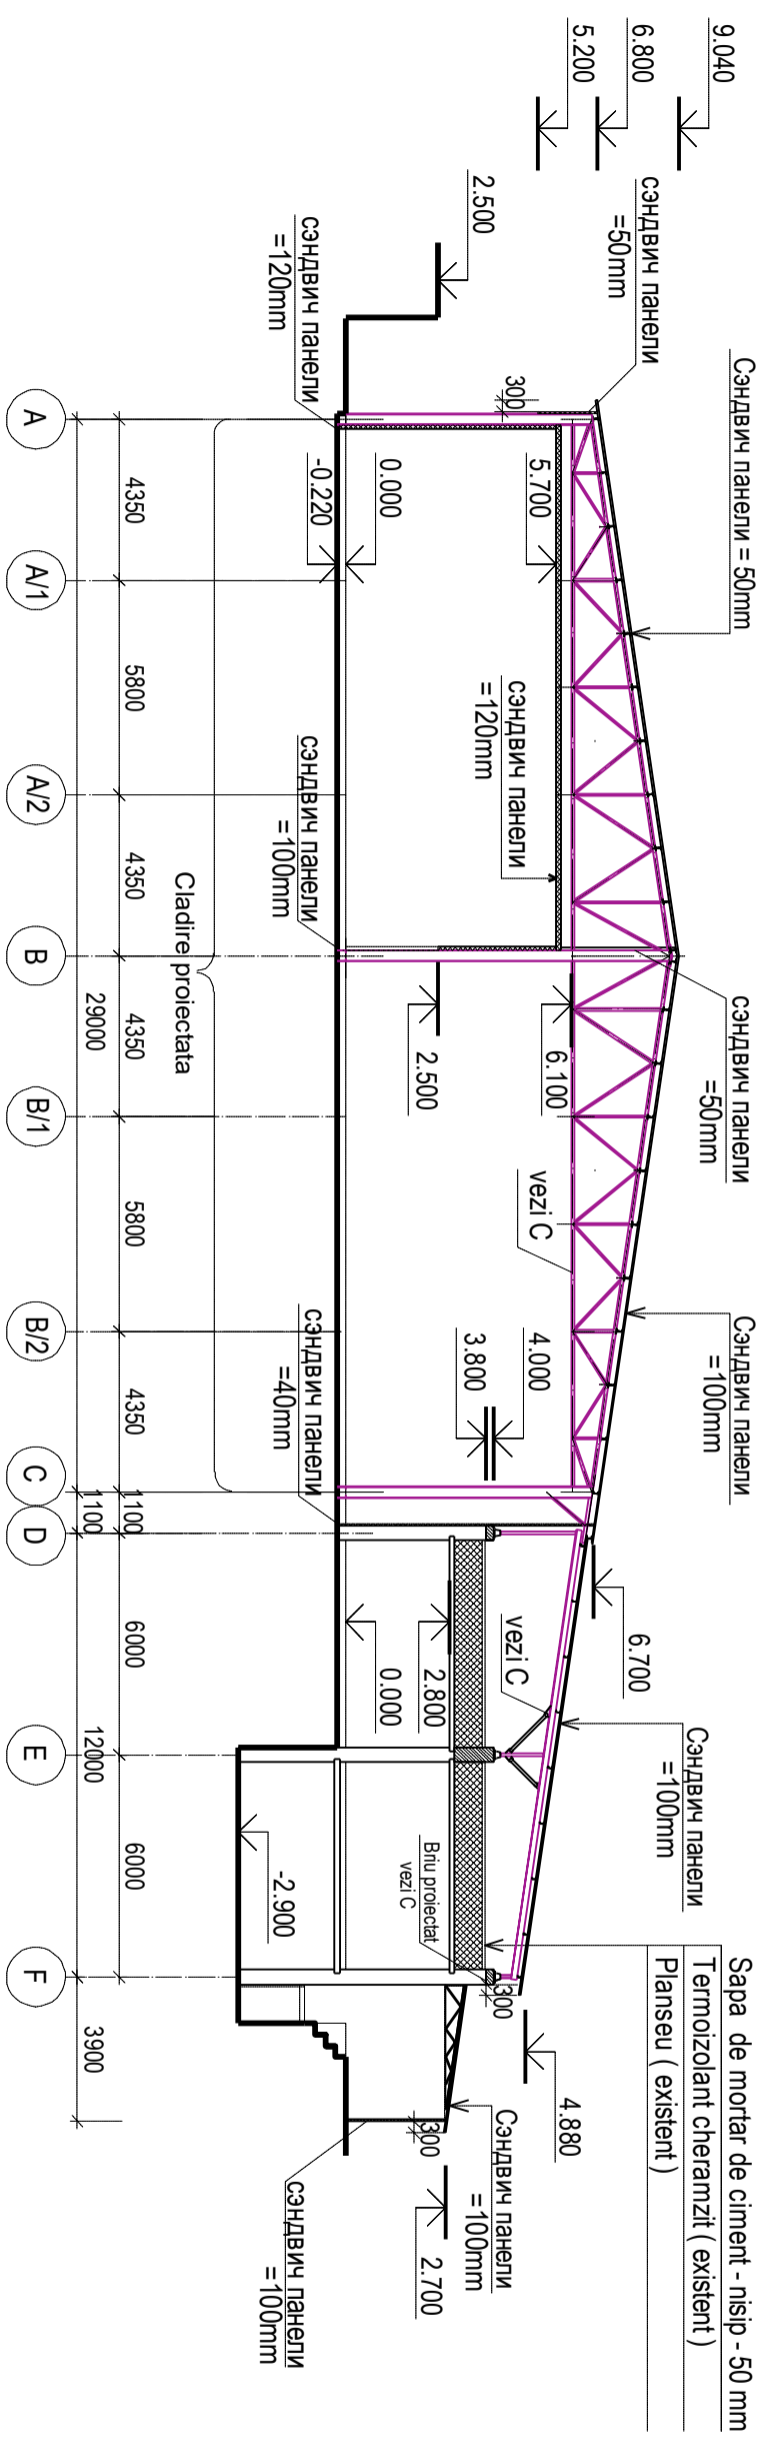 9.040
6.800
5.200
2.500
сэндвич панели
=50mm
Сэндвич панели = 50mm
сэндвич панели
=120mm
300
5.700
0.000
-0.220
сэндвич панели
=120mm
сэндвич панели
=100mm
сэндвич панели
=50mm
2.500
6.100
vezi C
Сэндвич панели
=100mm
4.000
3.800
сэндвич панели
=40mm
6.700
vezi C
Сэндвич панели
=100mm
2.800
0.000
-2.900
Briu proiectat
vezi C
Sapa de mortar de ciment - nisip - 50 mm
Termoizolant cheramzit ( existent )
Planseu ( existent )
300
4.880
Сэндвич панели
=100mm
300
2.700
сэндвич панели
=100mm
Cladire proiectata
4350
5800
4350
4350
5800
4350
1100
6000
6000
29000
1100
12000
3900
A
A/1
A/2
B
B/1
B/2
C
D
E
F